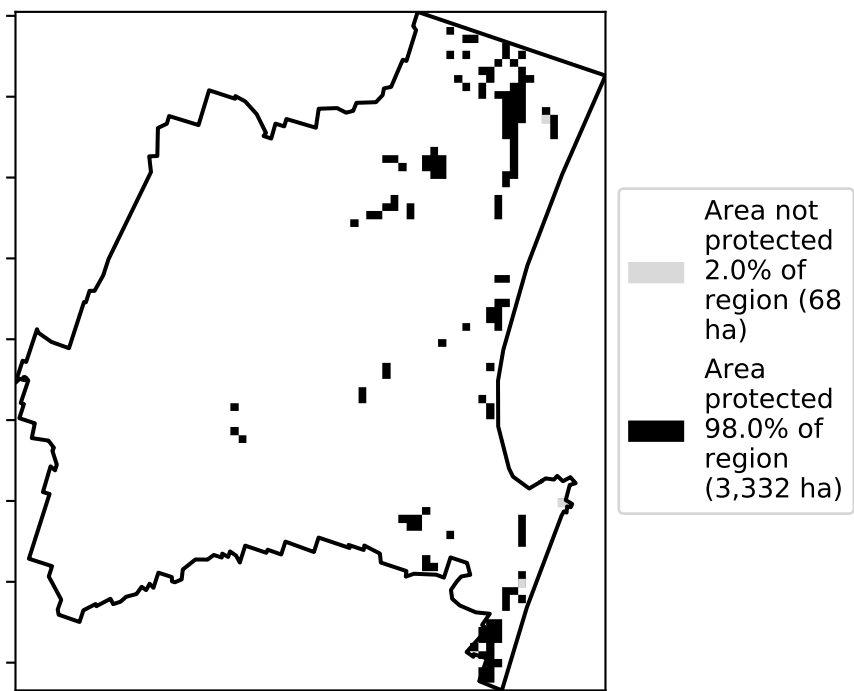 Area not
protected
2.0% of
region (68
ha)
Area
protected
98.0% of
region
(3,332 ha)